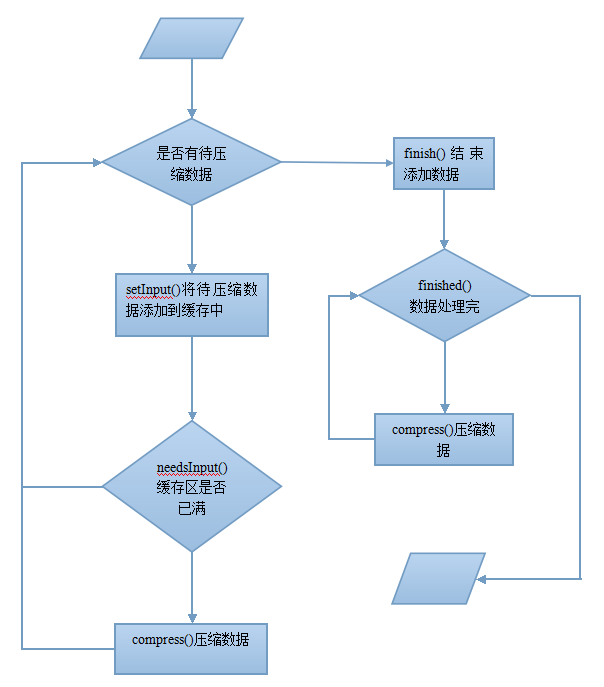 是否有待压
缩数据
setInput()将待压缩数
据添加到缓存中
needsInput()
缓存区是否
已满
compress()压缩数据
finish()结束
添加数据
finished()
数据处理完
compress()压缩数
据